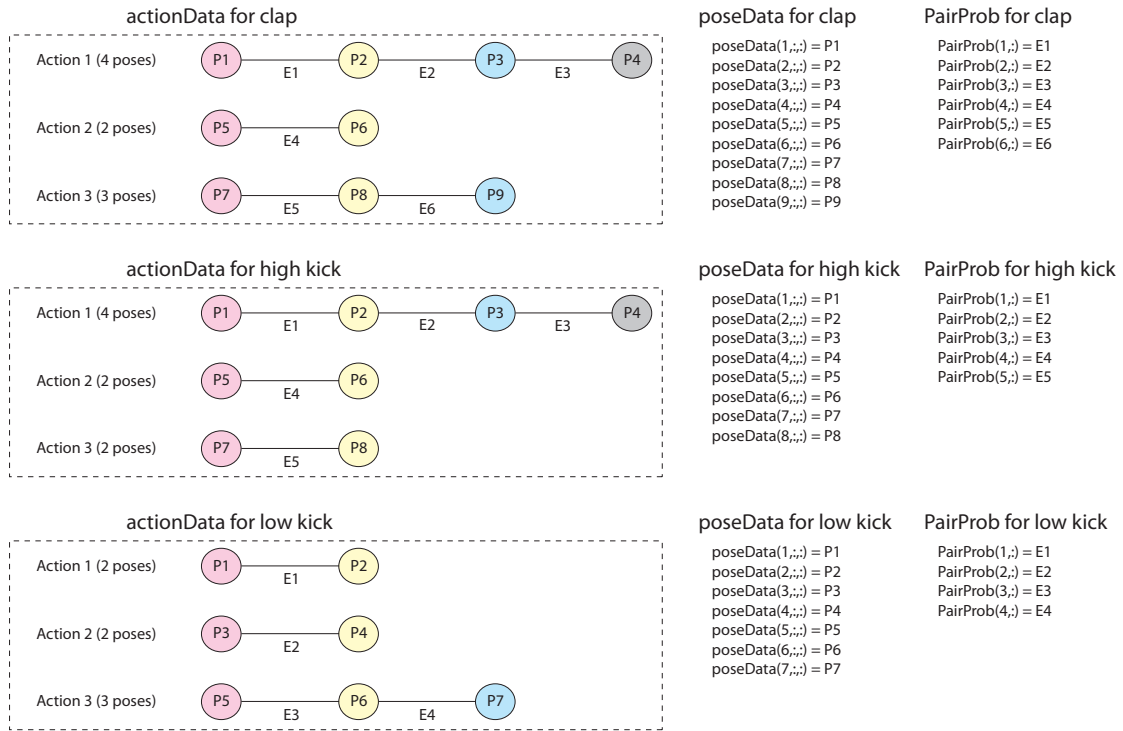 actionData for clap
Action 1 (4 poses)
P1
E1
P2
E2
P3
E3
P4
Action 2 (2 poses)
P5
E4
P6
Action 3 (3 poses)
P7
E5
P8
E6
P9
poseData for clap
poseData(1,:,:) = P1
poseData(2,:,:) = P2
poseData(3,:,:) = P3
poseData(4,:,:) = P4
poseData(5,:,:) = P5
poseData(6,:,:) = P6
poseData(7,:,:) = P7
poseData(8,:,:) = P8
poseData(9,:,:) = P9
PairProb for clap
PairProb(1,:) = E1
PairProb(2,:) = E2
PairProb(3,:) = E3
PairProb(4,:) = E4
PairProb(5,:) = E5
PairProb(6,:) = E6
actionData for high kick
Action 1 (4 poses)
P1
E1
P2
E2
P3
E3
P4
Action 2 (2 poses)
P5
E4
P6
Action 3 (2 poses)
P7
E5
P8
poseData for high kick
poseData(1,:,:) = P1
poseData(2,:,:) = P2
poseData(3,:,:) = P3
poseData(4,:,:) = P4
poseData(5,:,:) = P5
poseData(6,:,:) = P6
poseData(7,:,:) = P7
poseData(8,:,:) = P8
PairProb for high kick
PairProb(1,:) = E1
PairProb(2,:) = E2
PairProb(3,:) = E3
PairProb(4,:) = E4
PairProb(5,:) = E5
actionData for low kick
Action 1 (2 poses)
P1
E1
P2
Action 2 (2 poses)
P3
E2
P4
Action 3 (3 poses)
P5
E3
P6
E4
P7
poseData for low kick
poseData(1,:,:) = P1
poseData(2,:,:) = P2
poseData(3,:,:) = P3
poseData(4,:,:) = P4
poseData(5,:,:) = P5
poseData(6,:,:) = P6
poseData(7,:,:) = P7
PairProb for low kick
PairProb(1,:) = E1
PairProb(2,:) = E2
PairProb(3,:) = E3
PairProb(4,:) = E4